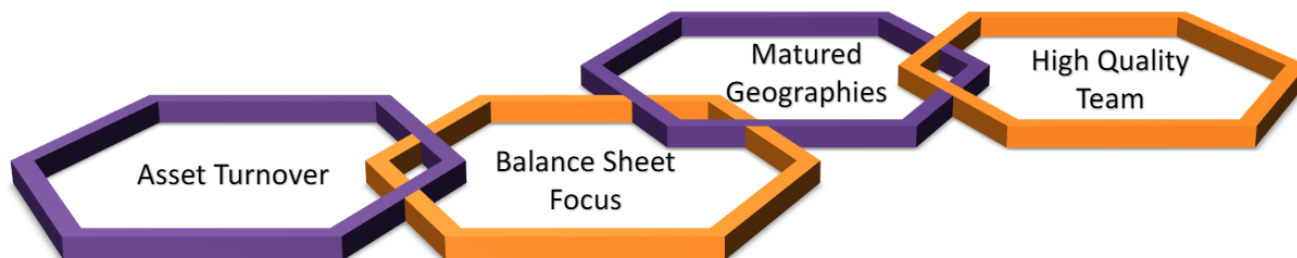 Asset Turnover
Balance Sheet
Focus
Matured
Geographies
High Quality
Team